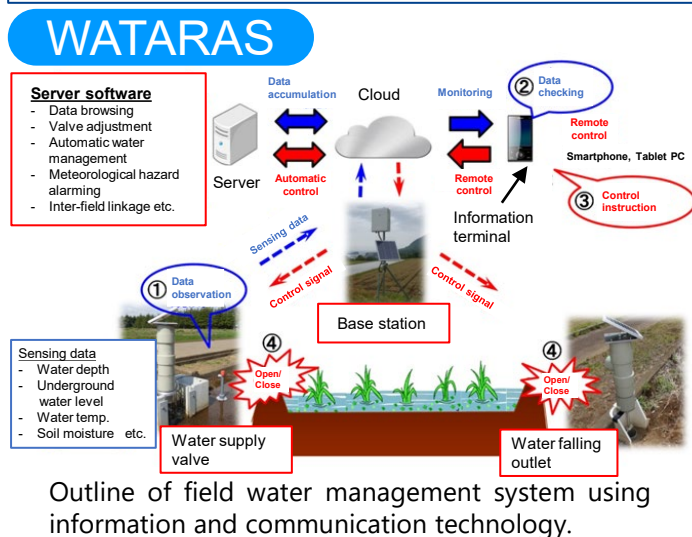 WATARAS
Server software
- Data browsing
- Valve adjustment
- Automatic water
management
- Meteorological hazard
alarming
- Inter-field linkage etc.
Data
accumulation
Cloud
Monitoring
② Data
checking
Server
Automatic
control
Remote
control
Remote
control
Smartphone, Tablet PC
③ Control
instruction
Information
terminal
Sensing data
Control signal
Control signal
① Data
observation
Base station
Sensing data
- Water depth
- Underground
water level
- Water temp.
- Soil moisture etc.
④
Open/
Close
④
Open/
Close
Water supply
valve
Water falling
outlet
Outline of field water management system using
information and communication technology.